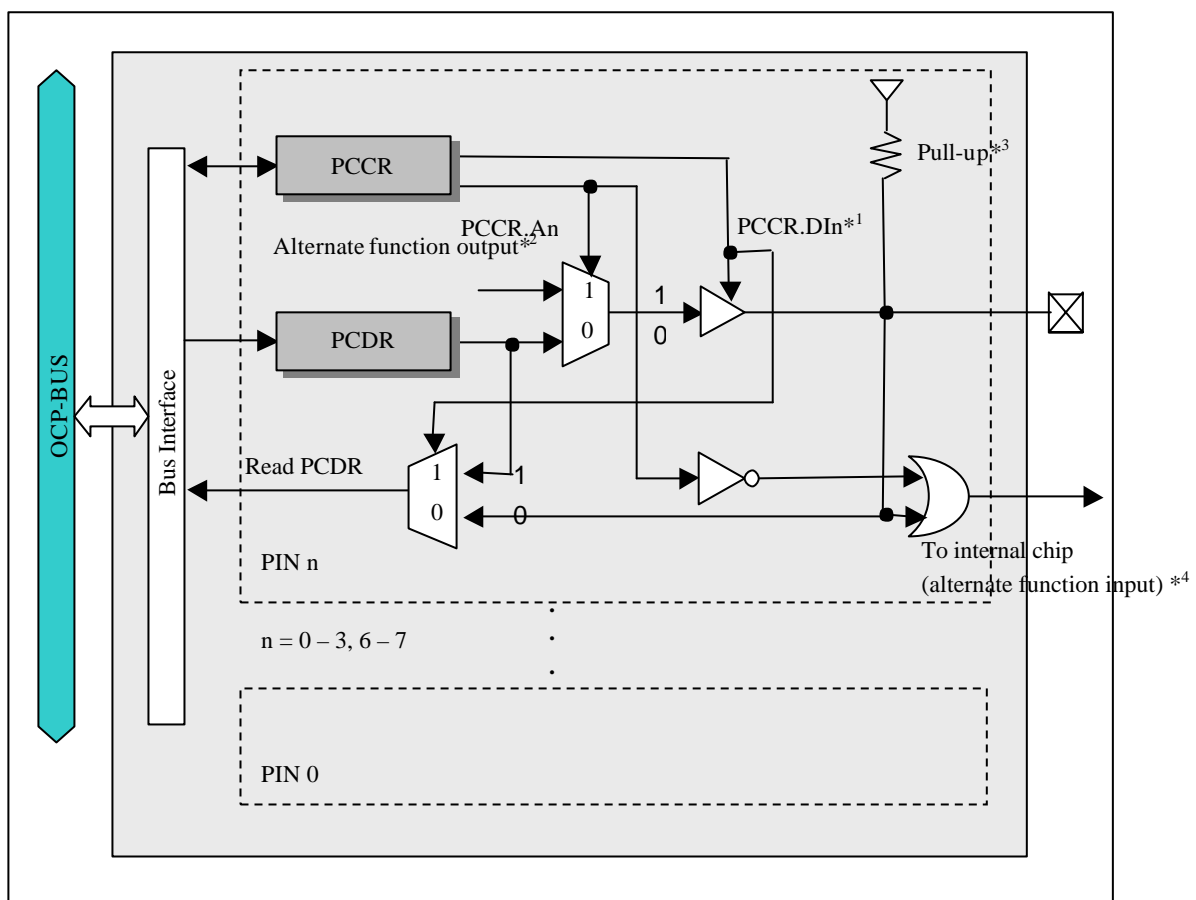 PCCR
Pull-up*3
PCCR.An
PCCR.DIn*1
Alternate function output*2
1
0
1
0
PCDR
OCP-BUS
Bus Interface
Read PCDR
1
0
1
0
To internal chip
(alternate function input) *4
PIN n
n = 0 – 3, 6 – 7
.
.
.
PIN 0